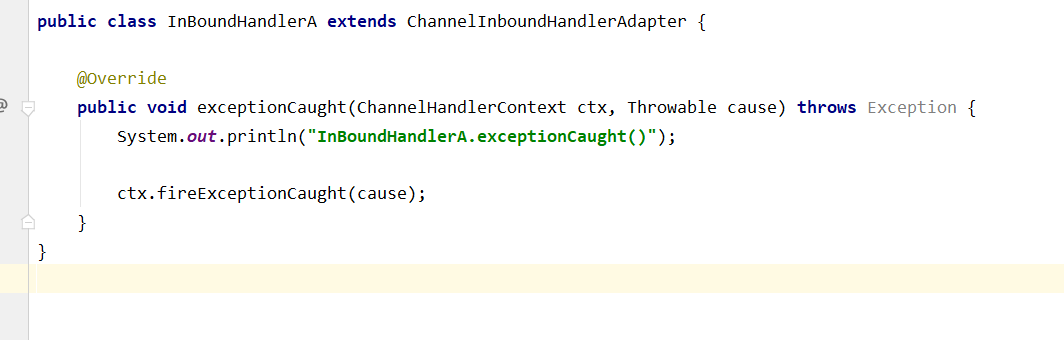 public class InBoundHandlerA extends ChannelInboundHandlerAdapter {
@Override
public void exceptionCaught(ChannelHandlerContext ctx, Throwable cause) throws Exception {
System.out.println("InBoundHandlerA.exceptionCaught()");
ctx.fireExceptionCaught(cause);
}
}